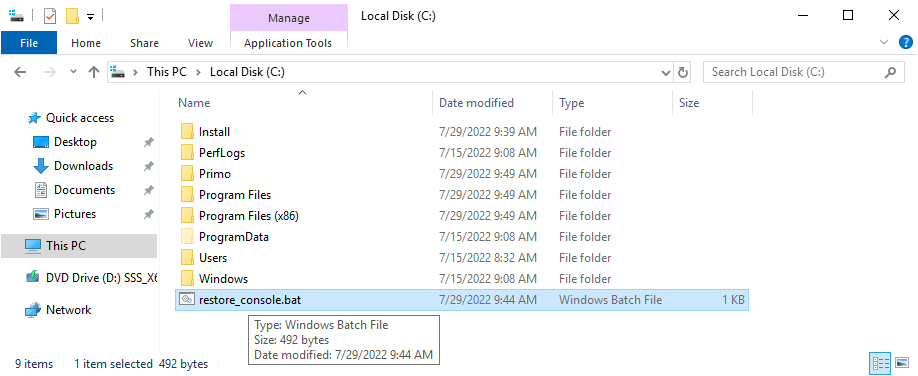 Manage
Local Disk (C:)
File Home Share View Application Tools
This PC Local Disk (C:)
Search Local Disk (C:)
Name Date modified Type Size
Quick access
Desktop
Downloads
Documents
Pictures
This PC
DVD Drive (D:) SSS_X6
Network
Install 7/29/2022 9:39 AM File folder
PerfLogs 7/15/2022 9:08 AM File folder
Primo 7/29/2022 9:49 AM File folder
Program Files 7/29/2022 9:49 AM File folder
Program Files (x86) 7/29/2022 9:49 AM File folder
ProgramData 7/15/2022 9:08 AM File folder
Users 7/15/2022 8:32 AM File folder
Windows 7/15/2022 9:08 AM File folder
restore_console.bat 7/29/2022 9:44 AM Windows Batch File 1 KB
Type: Windows Batch File
Size: 492 bytes
Date modified: 7/29/2022 9:44 AM
9 items 1 item selected 492 bytes